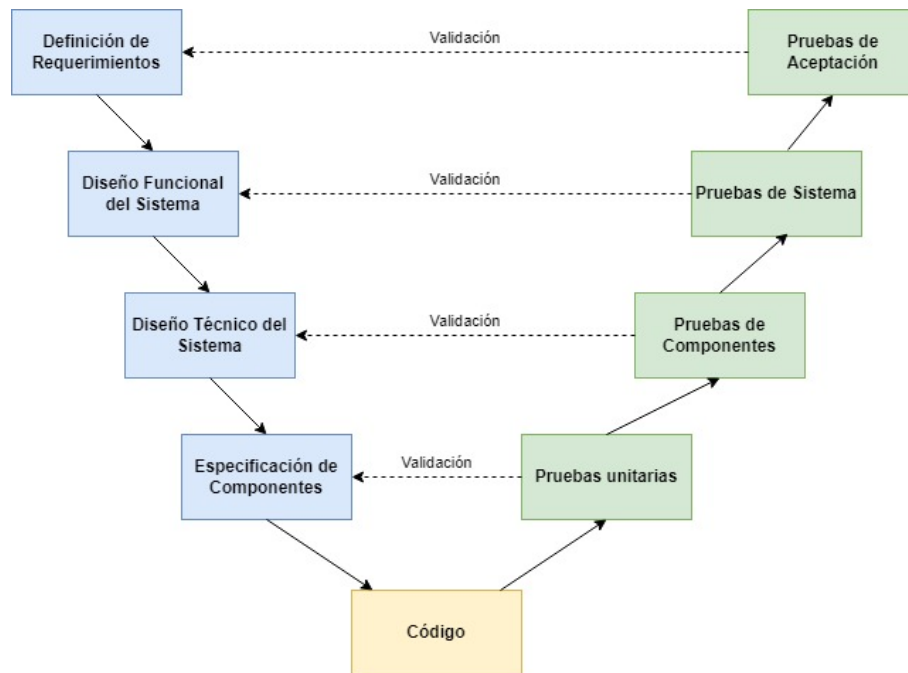 Definición de
Requerimientos
Validación
Pruebas de
Aceptación
Diseño Funcional
del Sistema
Validación
Pruebas de Sistema
Diseño Técnico del
Sistema
Validación
Pruebas de
Componentes
Especificación de
Componentes
Validación
Pruebas unitarias
Código